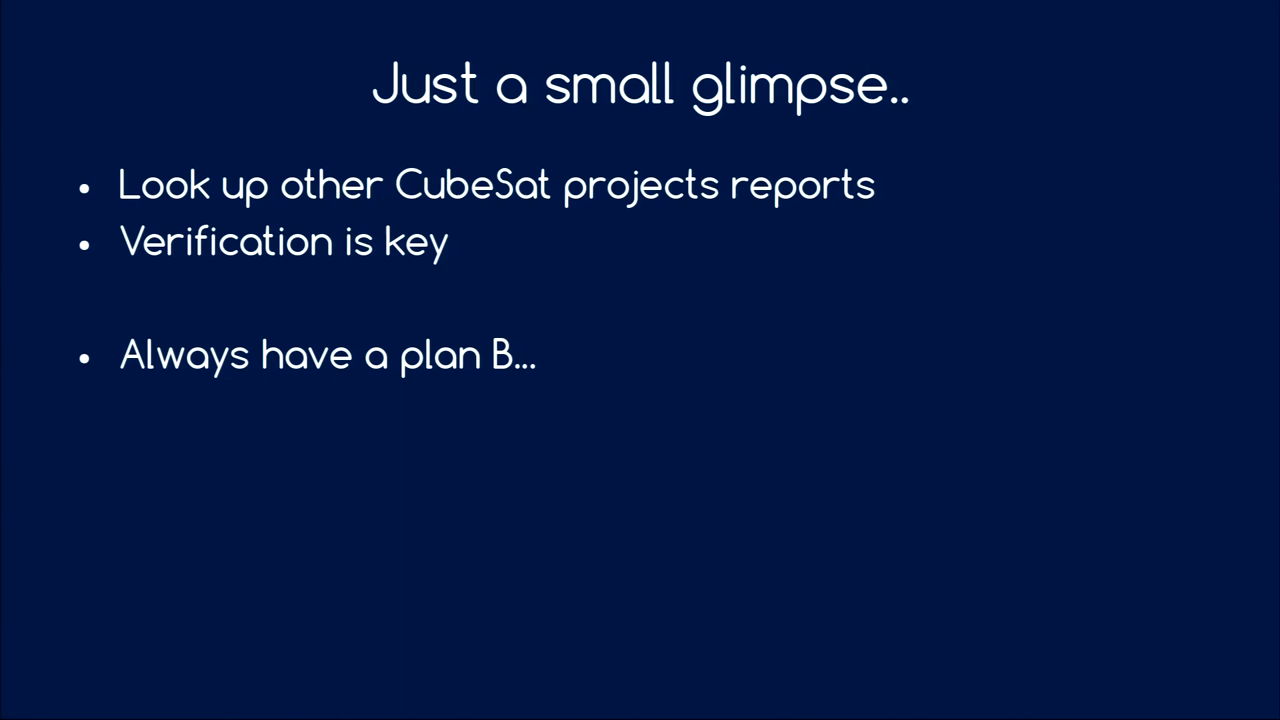 Just a small glimpse..
• Look up other CubeSat projects reports
• Verification is key
• Always have a plan B...